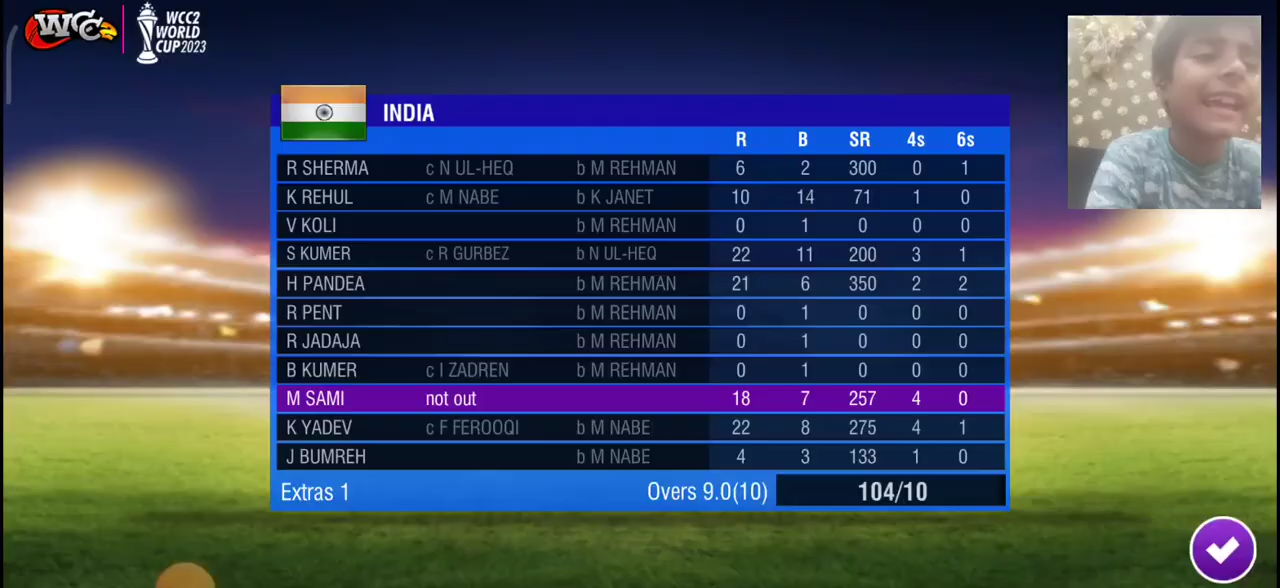 WCC
WCC2
WORLD
CUP 2023
INDIA
R B SR 4s 6s
R SHERMA c N UL-HEQ b M REHMAN 6 2 300 0 1
K REHUL c M NABE b K JANET 10 14 71 1 0
V KOLI b M REHMAN 0 1 0 0 0
S KUMER c R GURBEZ b N UL-HEQ 22 11 200 3 1
H PANDEA b M REHMAN 21 6 350 2 2
R PENT b M REHMAN 0 1 0 0 0
R JADAJA b M REHMAN 0 1 0 0 0
B KUMER c I ZADREN b M REHMAN 0 1 0 0 0
M SAMI not out 18 7 257 4 0
K YADEV c F FEROOQI b M NABE 22 8 275 4 1
J BUMREH b M NABE 4 3 133 1 0
Extras 1 Overs 9.0(10) 104/10